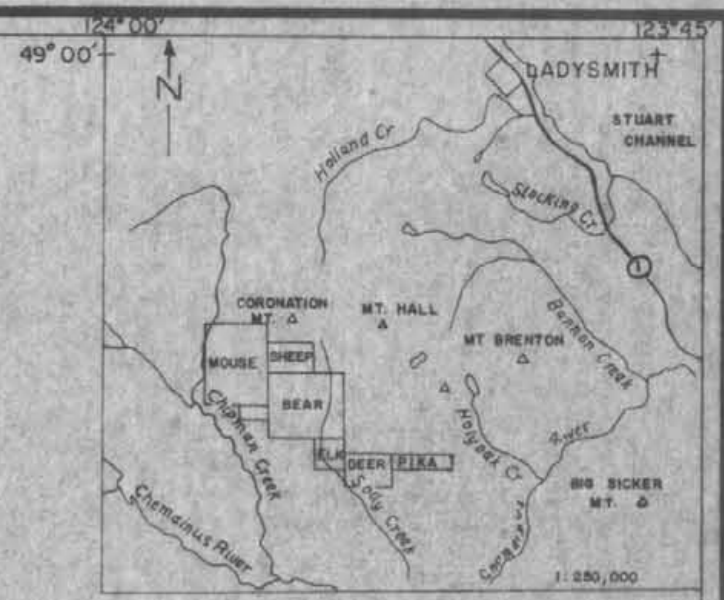 124° 00'
123° 45'
49° 00'
N
LADYSMITH
STUART
CHANNEL
Holland Cr
Stocking Cr
1
CORONATION
MT.
MT. HALL
Bannon Creek
MT BRENTON
MOUSE
SHEEP
BEAR
Chipman Creek
Holyoak Cr
River
ELK
DEER
PIKA
Solly Creek
BIG SICKER
MT.
Chemainus River
1: 250,000